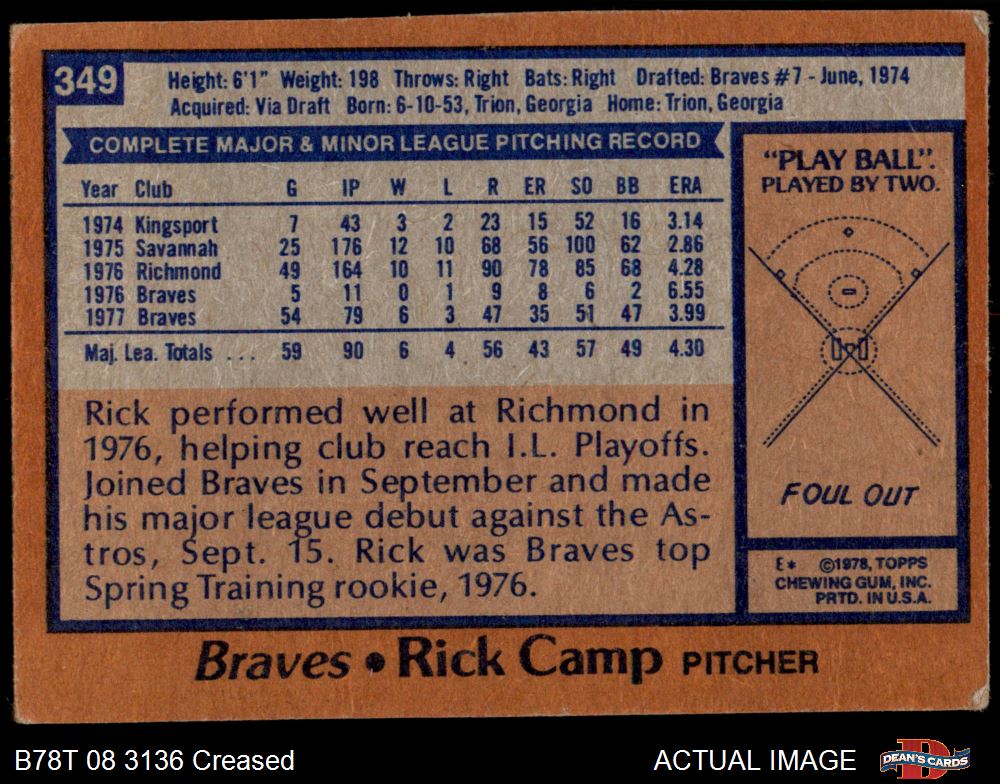 349
Height: 6'1" Weight: 198 Throws: Right Bats: Right Drafted: Braves #7 - June, 1974
Acquired: Via Draft Born: 6-10-53, Trion, Georgia Home: Trion, Georgia
COMPLETE MAJOR & MINOR LEAGUE PITCHING RECORD
Year Club G IP W L R ER SO BB ERA
1974 Kingsport 7 43 3 2 23 15 52 16 3.14
1975 Savannah 25 176 12 10 68 56 100 62 2.86
1976 Richmond 49 164 10 11 90 78 85 68 4.28
1976 Braves 5 11 0 1 9 8 6 2 6.55
1977 Braves 54 79 6 3 47 35 51 47 3.99
Maj. Lea. Totals ... 59 90 6 4 56 43 57 49 4.30
Rick performed well at Richmond in
1976, helping club reach I.L. Playoffs.
Joined Braves in September and made
his major league debut against the As-
tros, Sept. 15. Rick was Braves top
Spring Training rookie, 1976.
"PLAY BALL".
PLAYED BY TWO.
FOUL OUT
E* ©1978, TOPPS
CHEWING GUM, INC.
PRTD. IN U.S.A.
Braves • Rick Camp PITCHER
B78T 08 3136 Creased
ACTUAL IMAGE
D
DEAN'S CARDS